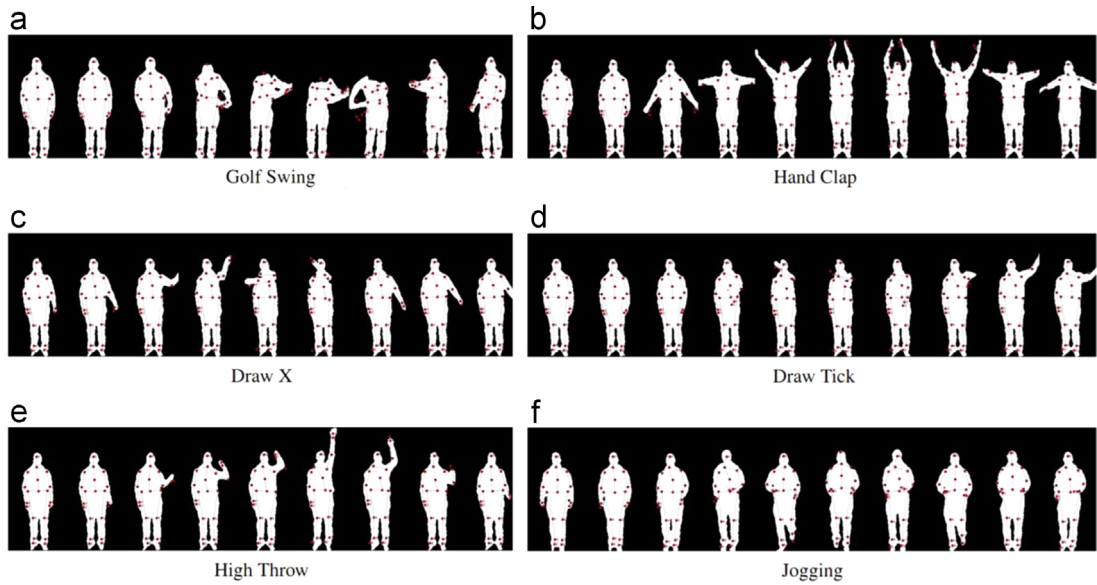 a
b
Golf Swing
Hand Clap
c
d
Draw X
Draw Tick
e
f
High Throw
Jogging